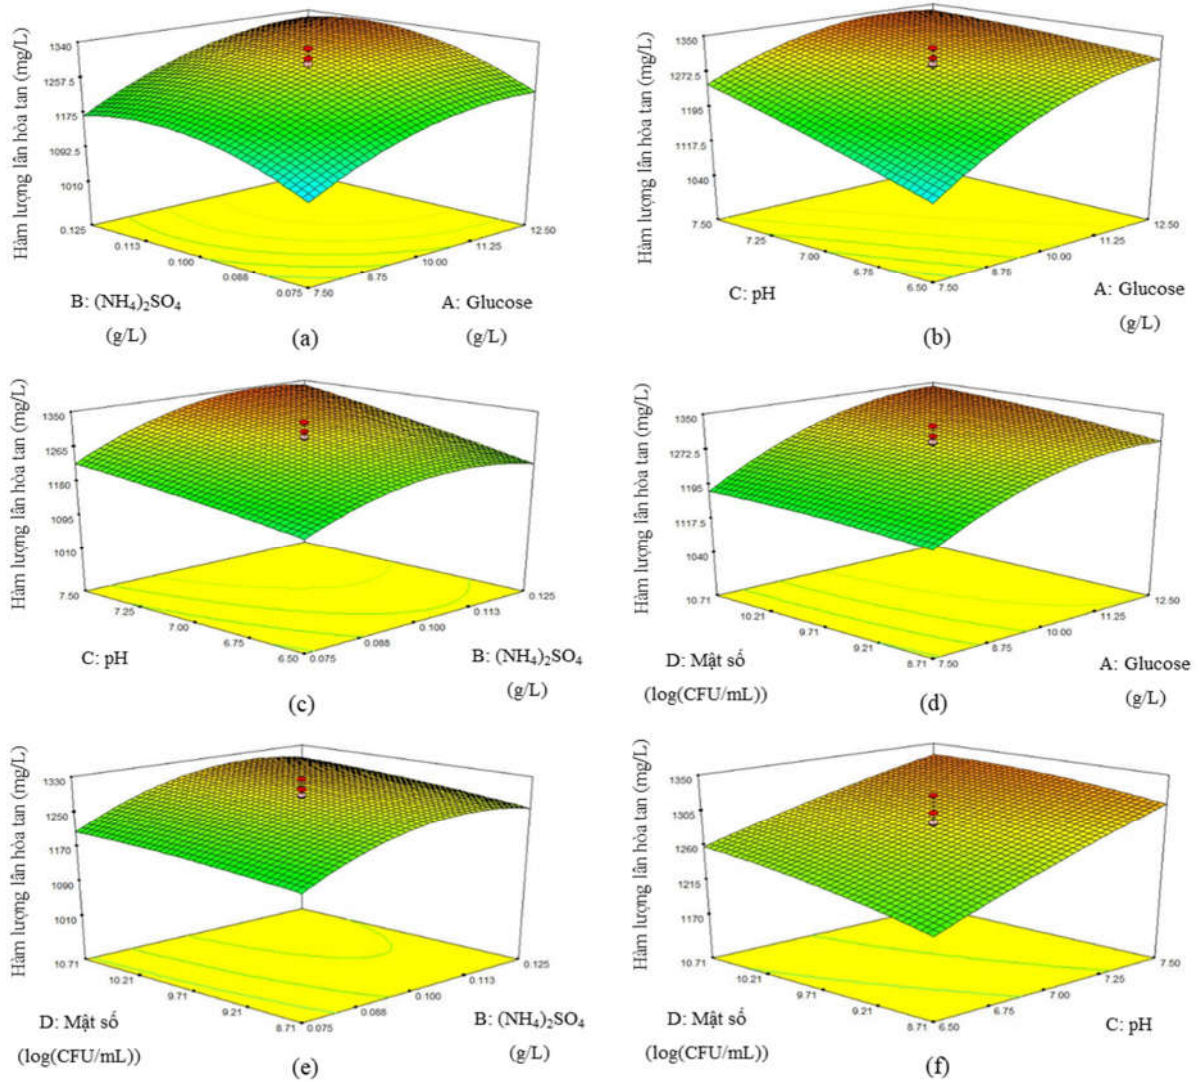 Hàm lượng lân hòa tan (mg/L)
1340
1257.5
1175
1092.5
1010
0.125
0.113
0.100
0.088
0.075
7.50
8.75
10.00
11.25
12.50
B: (NH4)2SO4
(g/L)
A: Glucose
(g/L)
(a)
Hàm lượng lân hòa tan (mg/L)
1350
1272.5
1195
1117.5
1040
7.50
7.25
7.00
6.75
6.50
7.50
8.75
10.00
11.25
12.50
C: pH
A: Glucose
(g/L)
(b)
Hàm lượng lân hòa tan (mg/L)
1350
1265
1180
1095
1010
7.50
7.25
7.00
6.75
6.50
0.075
0.088
0.100
0.113
0.125
C: pH
B: (NH4)2SO4
(g/L)
(c)
Hàm lượng lân hòa tan (mg/L)
1350
1272.5
1195
1117.5
1040
10.71
10.21
9.71
9.21
8.71
7.50
8.75
10.00
11.25
12.50
D: Mật số
(log(CFU/mL))
A: Glucose
(g/L)
(d)
Hàm lượng lân hòa tan (mg/L)
1330
1250
1170
1090
1010
10.71
10.21
9.71
9.21
8.71
0.075
0.088
0.100
0.113
0.125
D: Mật số
(log(CFU/mL))
B: (NH4)2SO4
(g/L)
(e)
Hàm lượng lân hòa tan (mg/L)
1350
1305
1260
1215
1170
10.71
10.21
9.71
9.21
8.71
6.50
6.75
7.00
7.25
7.50
D: Mật số
(log(CFU/mL))
C: pH
(f)